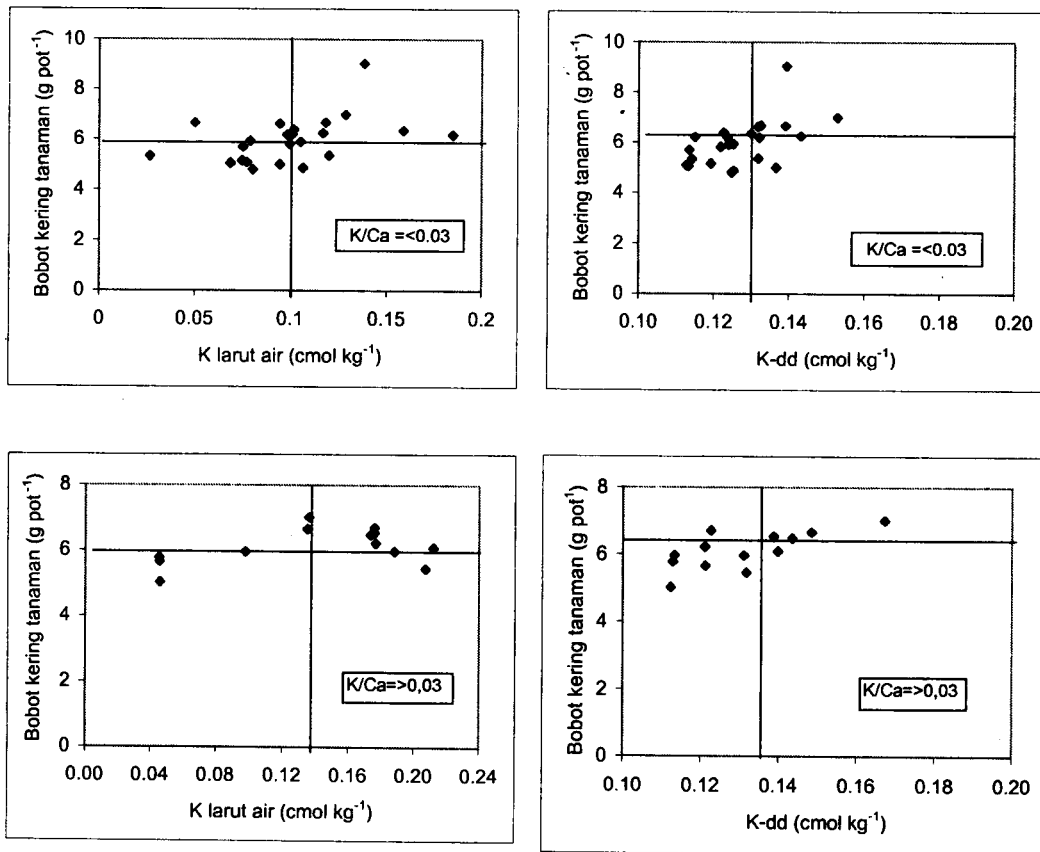 Bobot kering tanaman (g pot⁻¹)
10
8
6
4
2
0
K/Ca =<0.03
0 0.05 0.1 0.15 0.2
K larut air (cmol kg⁻¹)
Bobot kering tanaman (g pot⁻¹)
10
8
6
4
2
0
K/Ca =<0.03
0.10 0.12 0.14 0.16 0.18 0.20
K-dd (cmol kg⁻¹)
Bobot kering tanaman (g pot⁻¹)
8
6
4
2
0
K/Ca=>0,03
0.00 0.04 0.08 0.12 0.16 0.20 0.24
K larut air (cmol kg⁻¹)
Bobot kering tanaman (g pot¹)
8
6
4
2
0
K/Ca=>0,03
0.10 0.12 0.14 0.16 0.18 0.20
K-dd (cmol kg⁻¹)